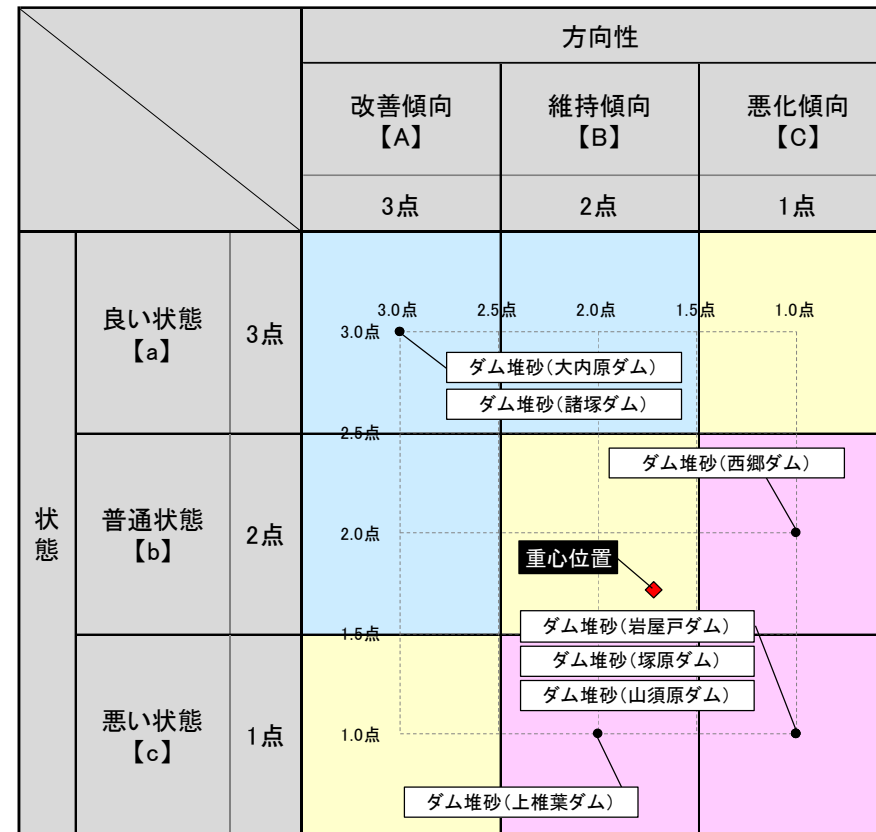 方向性
改善傾向
【A】
維持傾向
【B】
悪化傾向
【C】
3点
2点
1点
状態
良い状態
【a】
3点
3.0点
2.5点
2.0点
1.5点
1.0点
3.0点
ダム堆砂(大内原ダム)
ダム堆砂(諸塚ダム)
2.5点
ダム堆砂(西郷ダム)
普通状態
【b】
2点
2.0点
重心位置
ダム堆砂(岩屋戸ダム)
1.5点
ダム堆砂(塚原ダム)
ダム堆砂(山須原ダム)
悪い状態
【c】
1点
1.0点
ダム堆砂(上椎葉ダム)